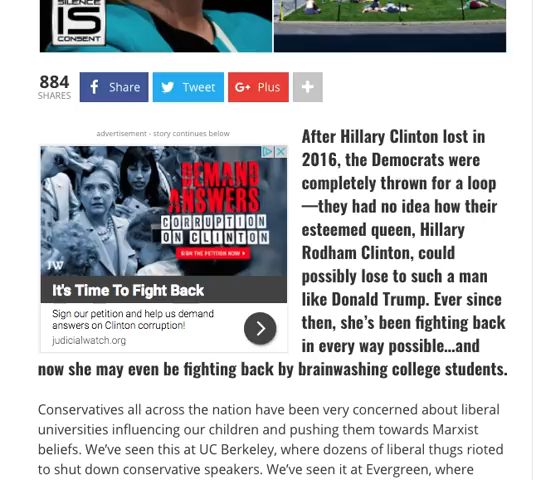 SILENCE
IS
CONSENT
884
SHARES
Share
Tweet
G+ Plus
+
advertisement - story continues below
DEMAND
ANSWERS
CORRUPTION
ON CLINTON
SIGN THE PETITION NOW
JW
It's Time To Fight Back
Sign our petition and help us demand
answers on Clinton corruption!
judicialwatch.org
After Hillary Clinton lost in
2016, the Democrats were
completely thrown for a loop
—they had no idea how their
esteemed queen, Hillary
Rodham Clinton, could
possibly lose to such a man
like Donald Trump. Ever since
then, she’s been fighting back
in every way possible…and
now she may even be fighting back by brainwashing college students.
Conservatives all across the nation have been very concerned about liberal
universities influencing our children and pushing them towards Marxist
beliefs. We’ve seen this at UC Berkeley, where dozens of liberal thugs rioted
to shut down conservative speakers. We’ve seen it at Evergreen, where